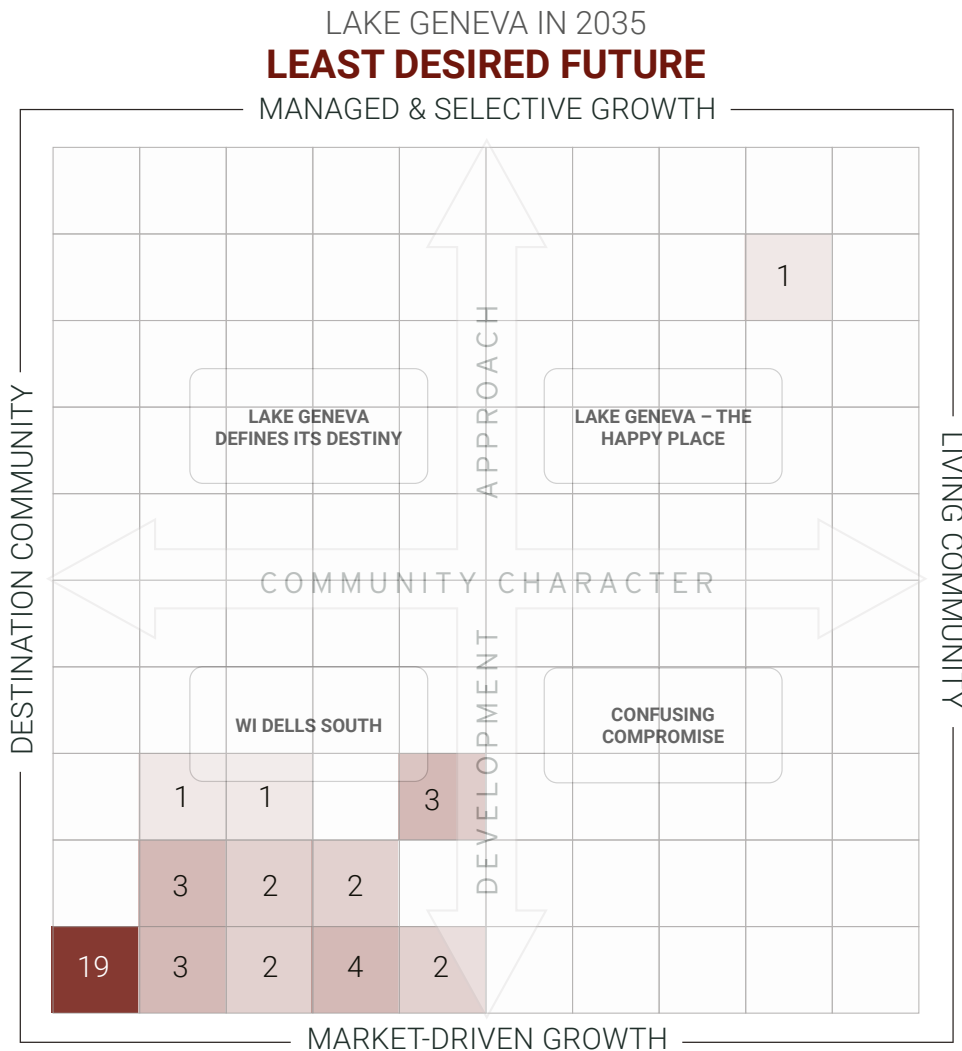 LAKE GENEVA IN 2035
LEAST DESIRED FUTURE
MANAGED & SELECTIVE GROWTH
1
APPROACH
LAKE GENEVA
DEFINES ITS DESTINY
LAKE GENEVA – THE
HAPPY PLACE
DESTINATION COMMUNITY
LIVING COMMUNITY
COMMUNITY CHARACTER
DEVELOPMENT
WI DELLS SOUTH
CONFUSING
COMPROMISE
1 1 3
3 2 2
19 3 2 4 2
MARKET-DRIVEN GROWTH